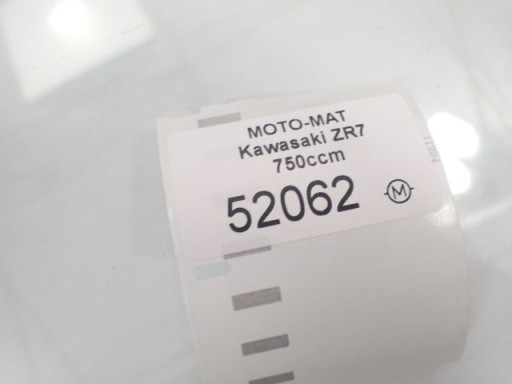 MOTO-MAT
Kawasaki ZR7
750ccm
52062 M